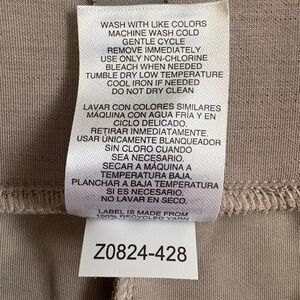 WASH WITH LIKE COLORS
MACHINE WASH COLD
GENTLE CYCLE
REMOVE IMMEDIATELY
USE ONLY NON-CHLORINE
BLEACH WHEN NEEDED
TUMBLE DRY LOW TEMPERATURE
COOL IRON IF NEEDED
DO NOT DRY CLEAN
LAVAR CON COLORES SIMILARES
MÁQUINA CON AGUA FRÍA Y EN
CICLO DELICADO.
RETIRAR INMEDIATAMENTE.
USAR ÚNICAMENTE BLANQUEADOR
SIN CLORO CUANDO
SEA NECESARIO.
SECAR A MÁQUINA A
TEMPERATURA BAJA.
PLANCHAR A BAJA TEMPERATURA
SI ES NECESARIO.
NO LAVAR EN SECO.
LABEL IS MADE FROM
100% RECYCLED YARN
Z0824-428